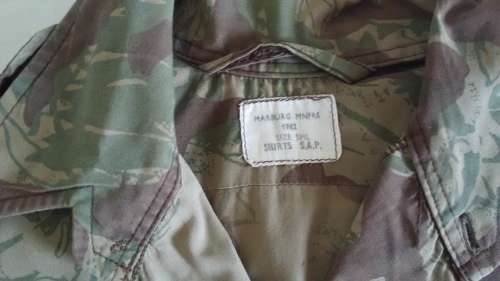 MARBURG MNFRS
1982
SIZE SML
SHIRTS S.A.P.